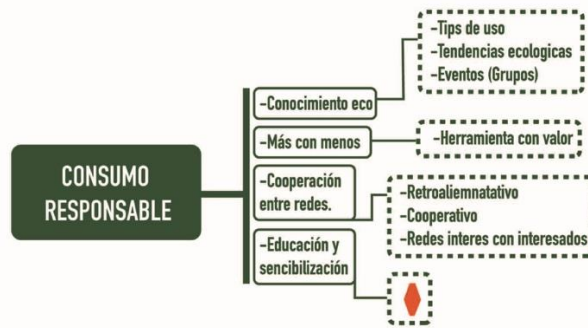 CONSUMO
RESPONSABLE
-Conocimiento eco
-Más con menos
-Cooperación
entre redes.
-Educación y
sencibilización
-Tips de uso
-Tendencias ecologicas
-Eventos (Grupos)
-Herramienta con valor
-Retroaliemnatativo
-Cooperativo
-Redes interes con interesados